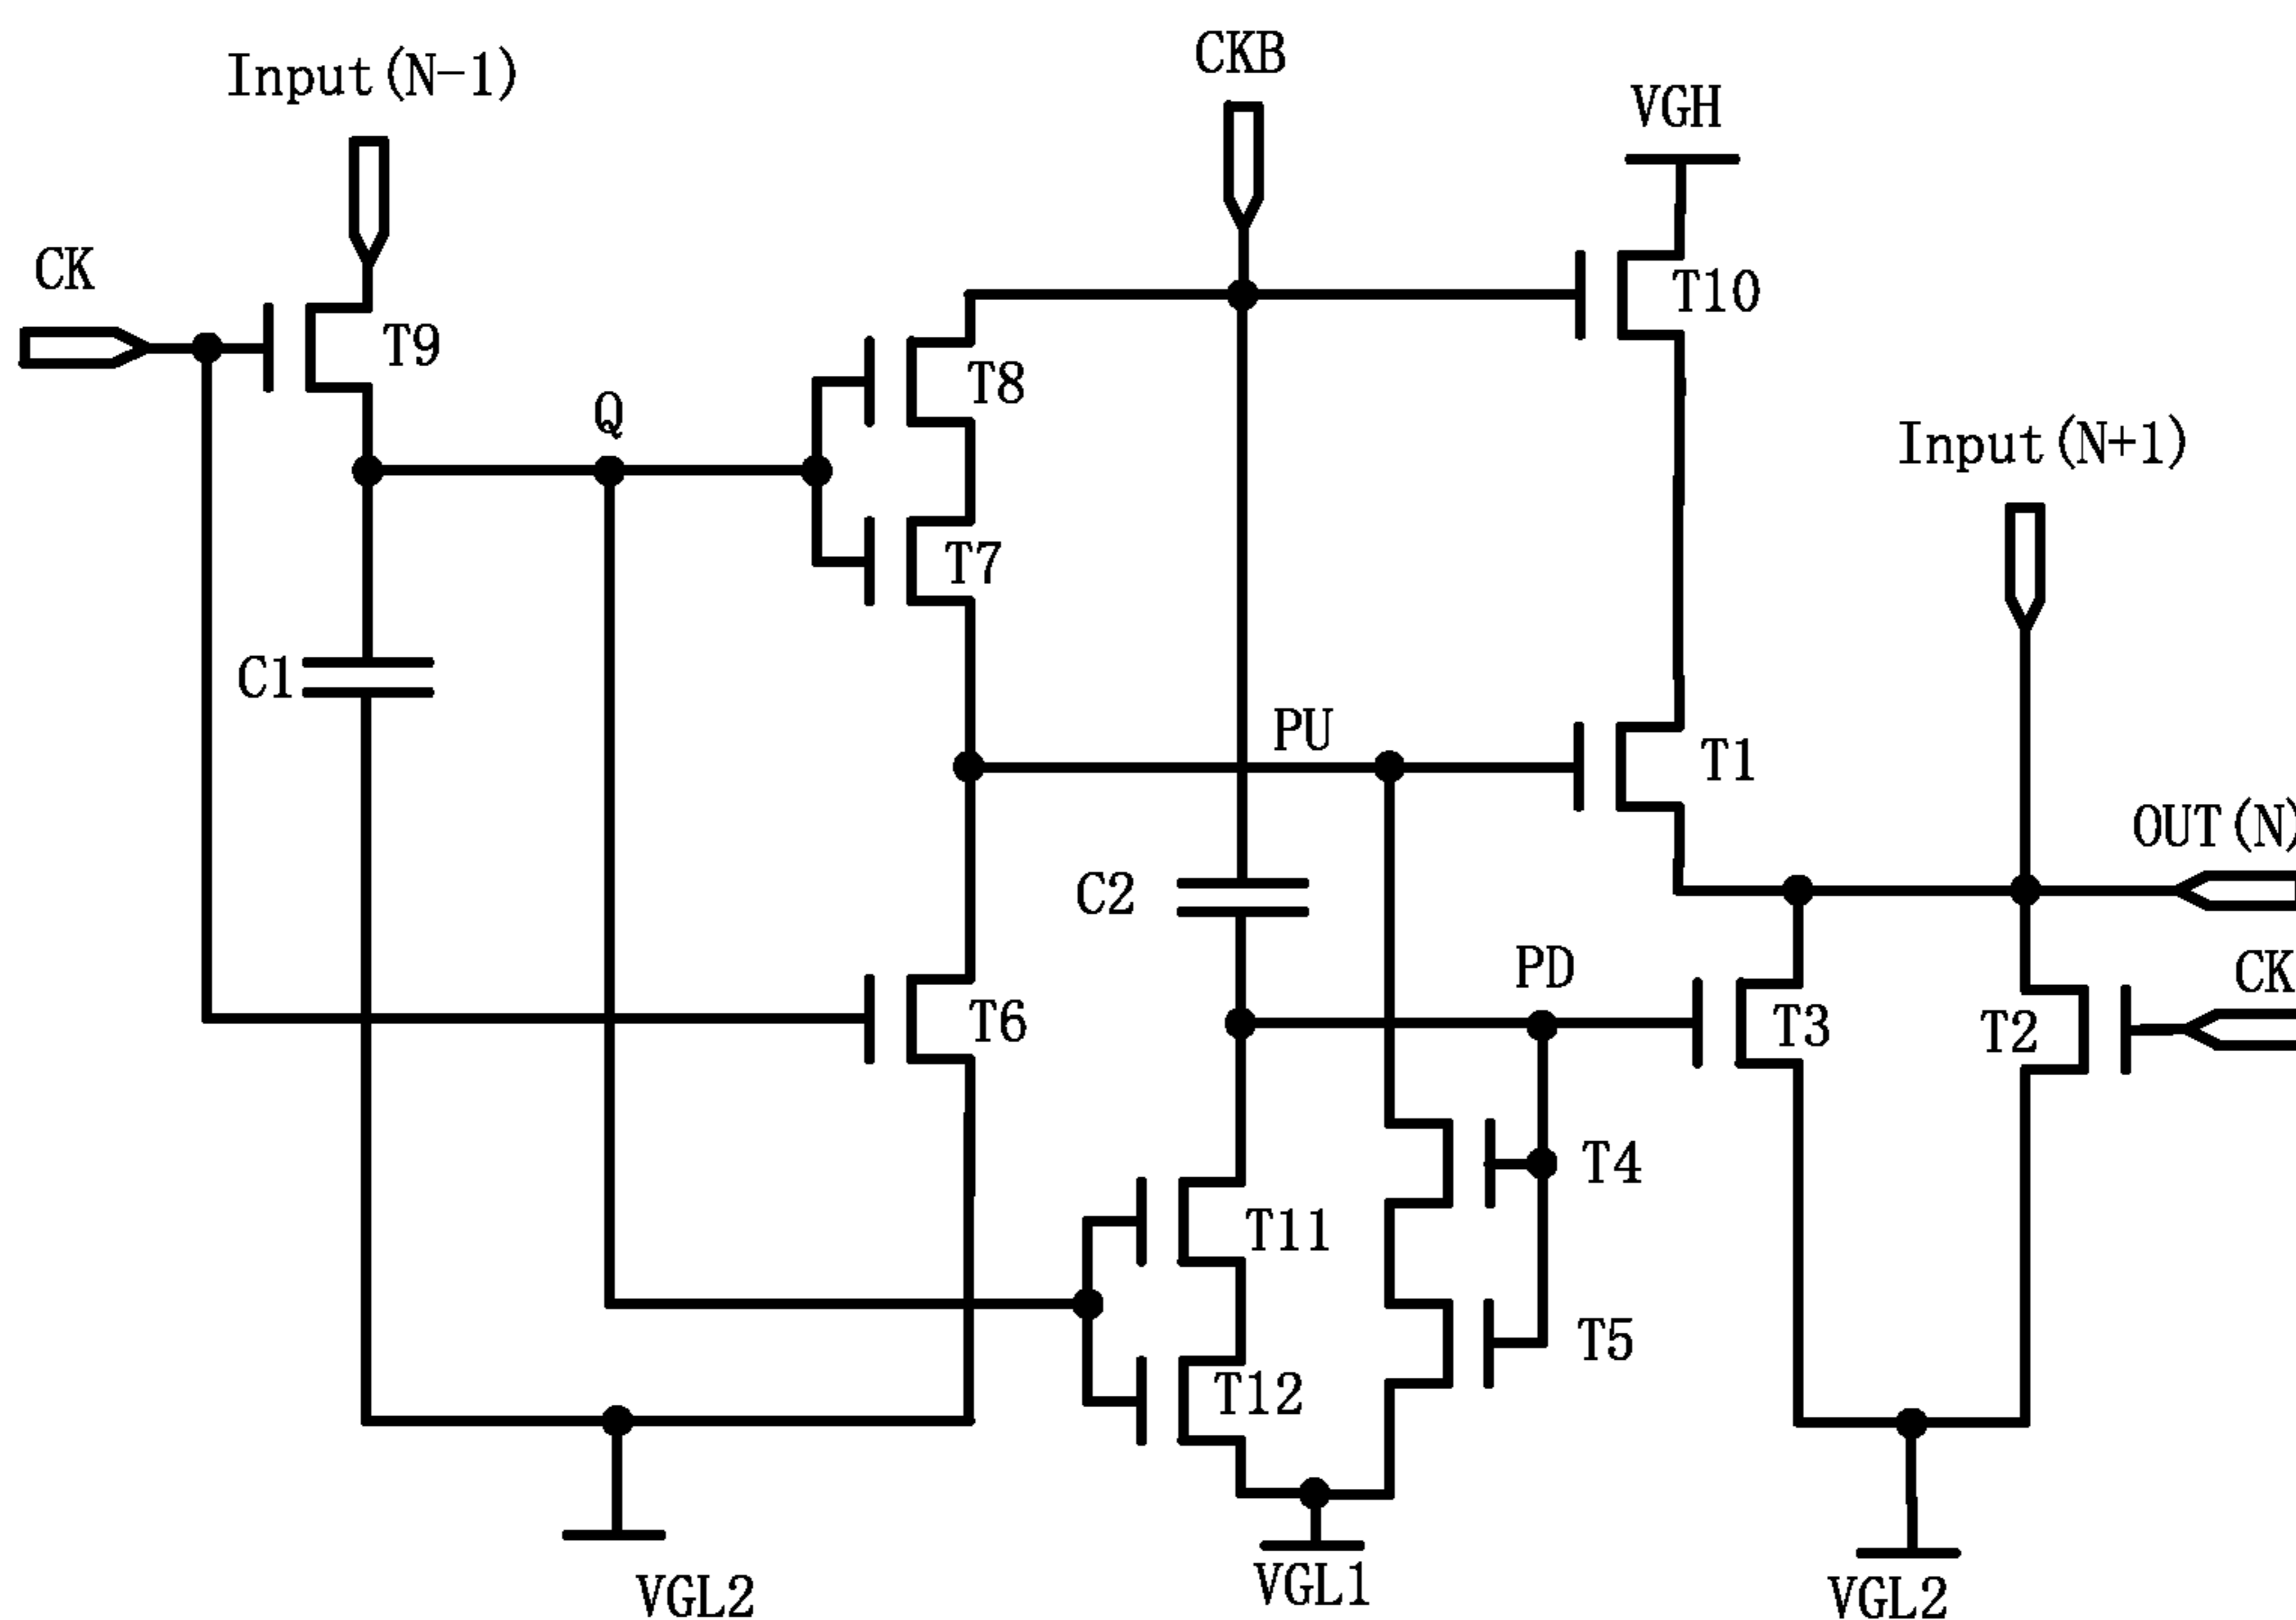 CKB
Input(N-1)
VGH
CK
T10
T9
T8
Q
Input(N+1)
T7
C1
PU
T1
OUT(N)
C2
PD
CK
T6
T3
T2
T4
T11
T5
T12
VGL2
VGL1
VGL2